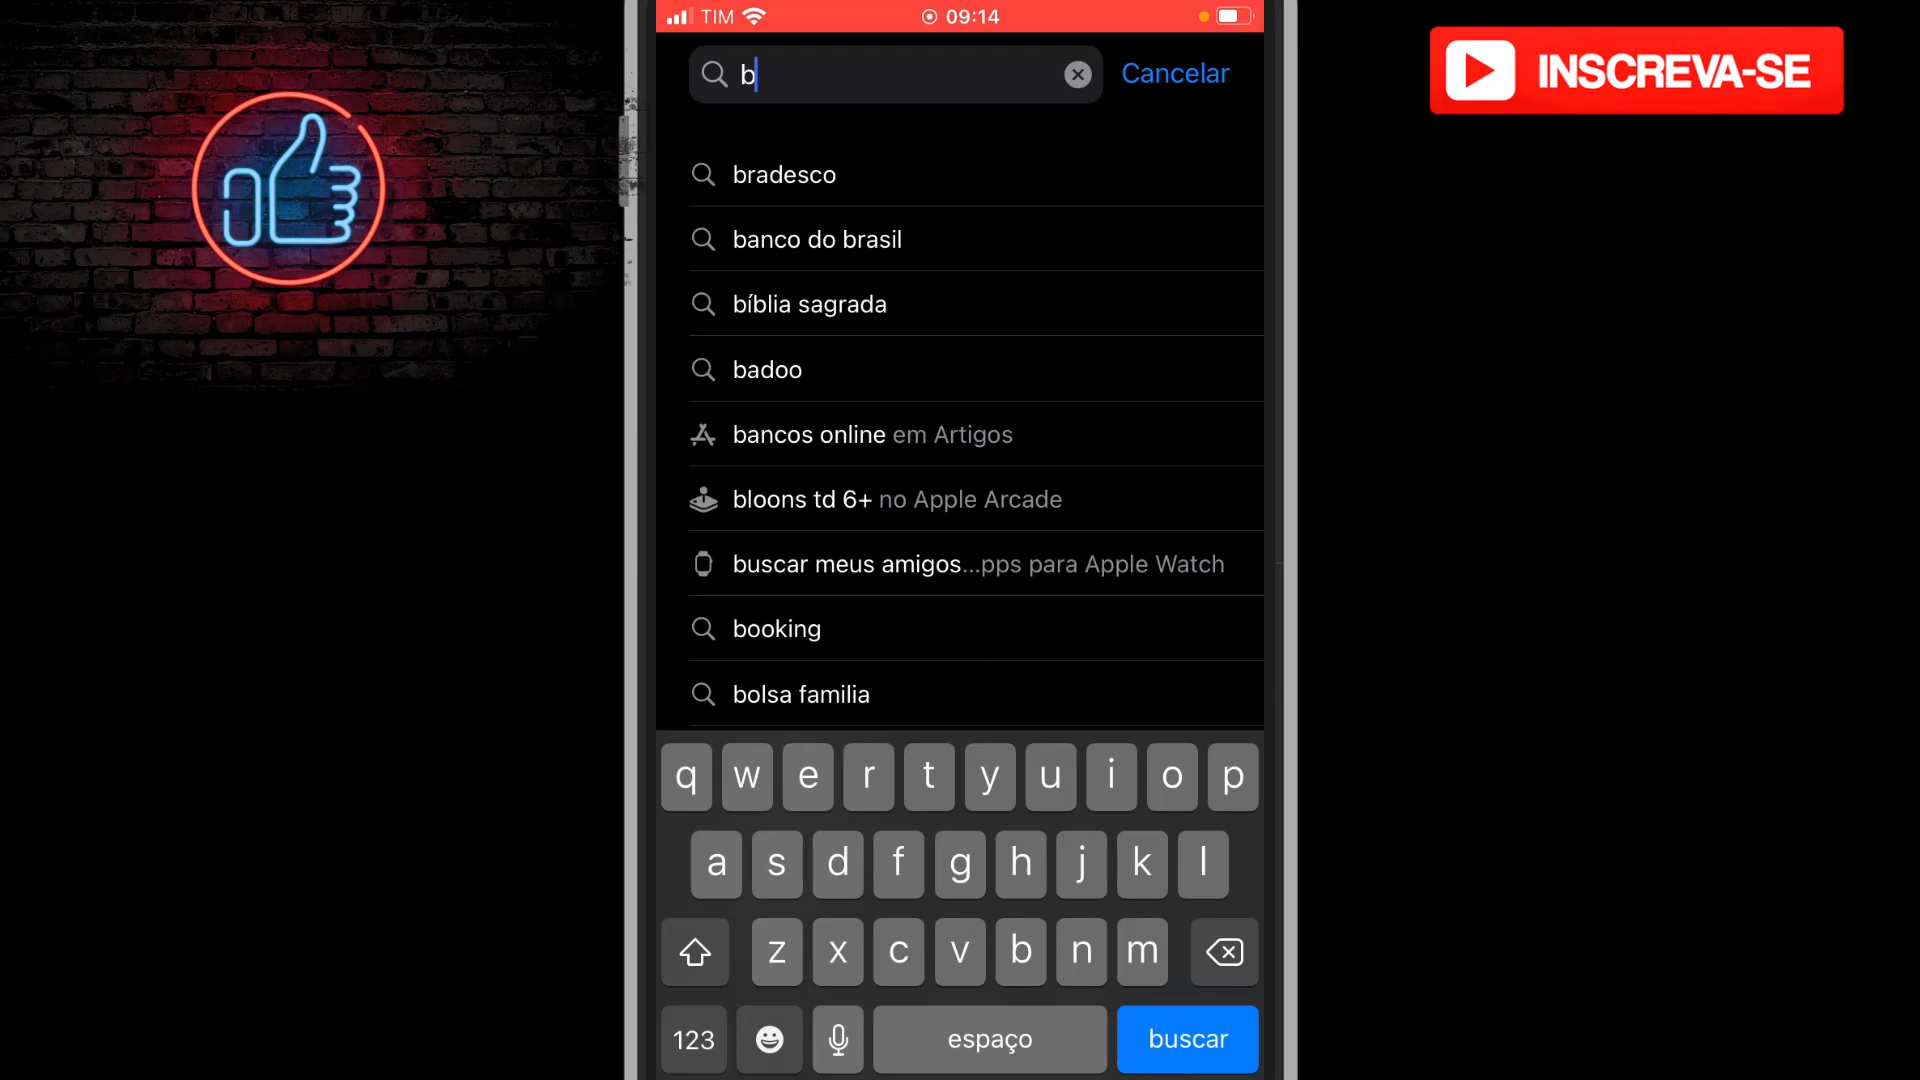 TIM 09:14
b Cancelar
INSCREVA-SE
bradesco
banco do brasil
bíblia sagrada
badoo
bancos online em Artigos
bloons td 6+ no Apple Arcade
buscar meus amigos...pps para Apple Watch
booking
bolsa familia
q w e r t y u i o p
a s d f g h j k l
z x c v b n m
123 espaço buscar